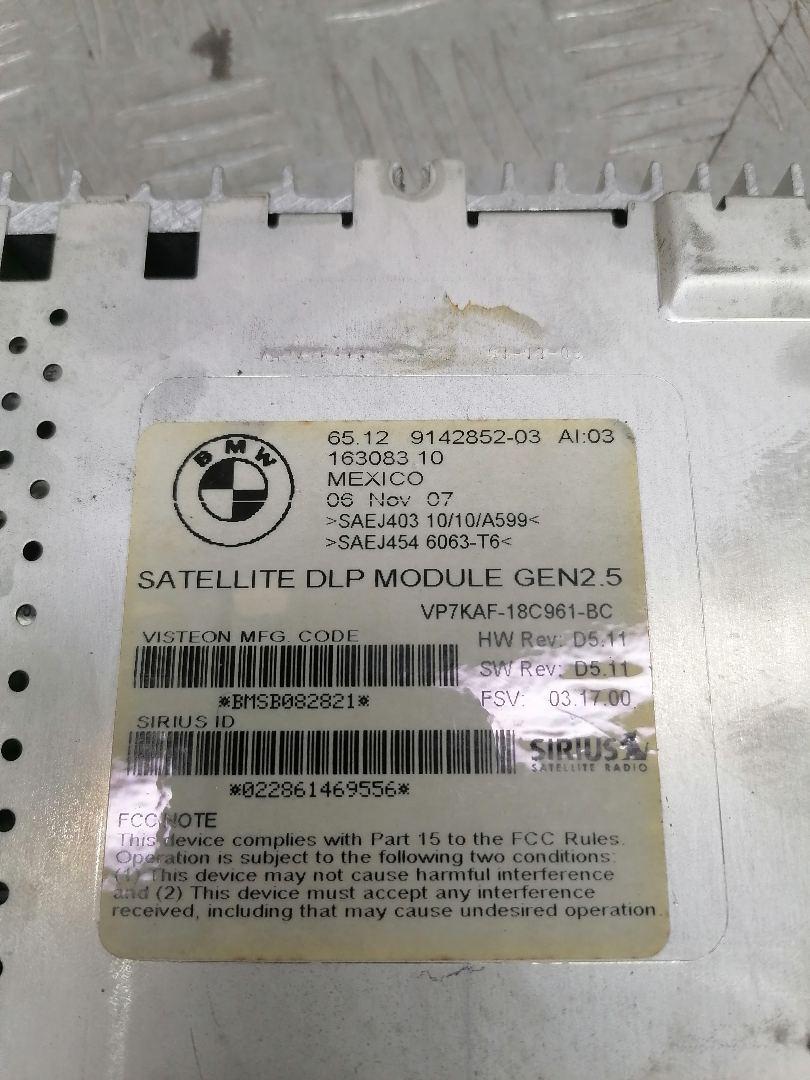 BMW
65.12 9142852-03 AI:03
163083 10
MEXICO
06 Nov 07
>SAEJ403 10/10/A599<
>SAEJ454 6063-T6<
SATELLITE DLP MODULE GEN2.5
VP7KAF-18C961-BC
VISTEON MFG. CODE
HW Rev: D5.11
SW Rev: D5.11
*BMSB082821*
FSV: 03.17.00
SIRIUS ID
SIRIUS
SATELLITE RADIO
*022861469556*
FCC NOTE
This device complies with Part 15 to the FCC Rules.
Operation is subject to the following two conditions:
(1) This device may not cause harmful interference
and (2) This device must accept any interference
received, including that may cause undesired operation.